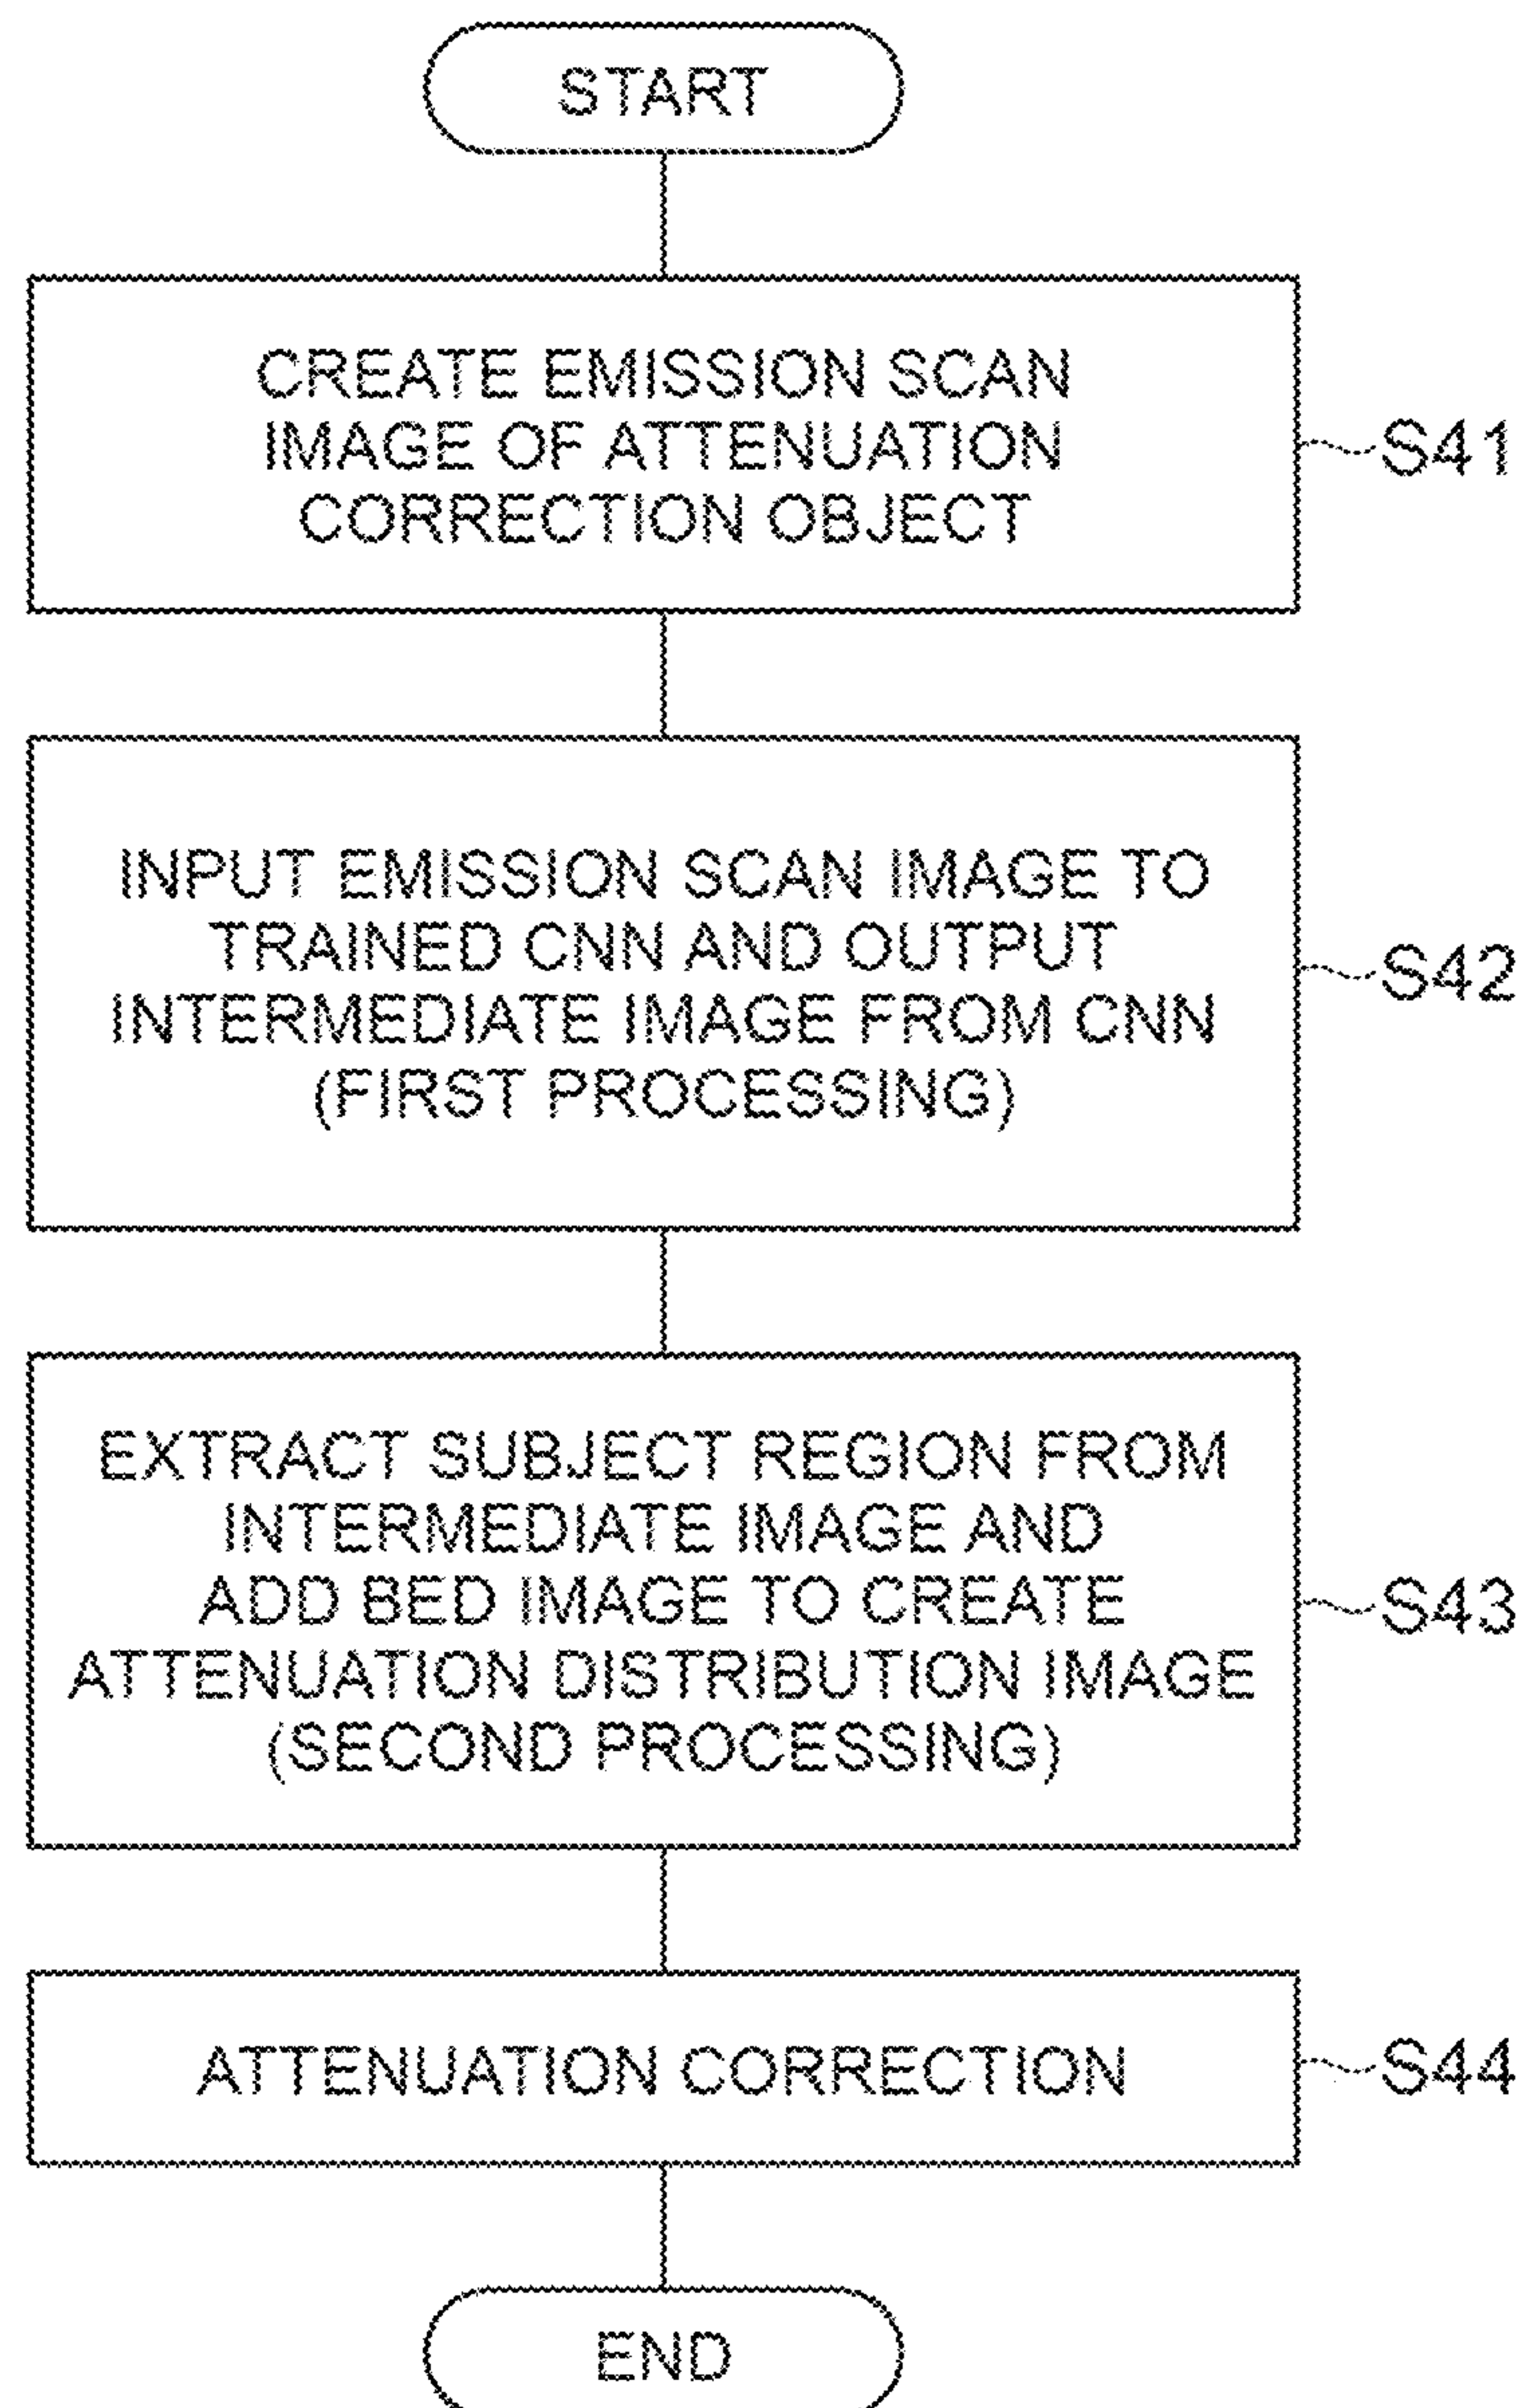 START
CREATE EMISSION SCAN
IMAGE OF ATTENUATION
CORRECTION OBJECT
S41
INPUT EMISSION SCAN IMAGE TO
TRAINED CNN AND OUTPUT
INTERMEDIATE IMAGE FROM CNN
(FIRST PROCESSING)
S42
EXTRACT SUBJECT REGION FROM
INTERMEDIATE IMAGE AND
ADD BED IMAGE TO CREATE
ATTENUATION DISTRIBUTION IMAGE
(SECOND PROCESSING)
S43
ATTENUATION CORRECTION
S44
END